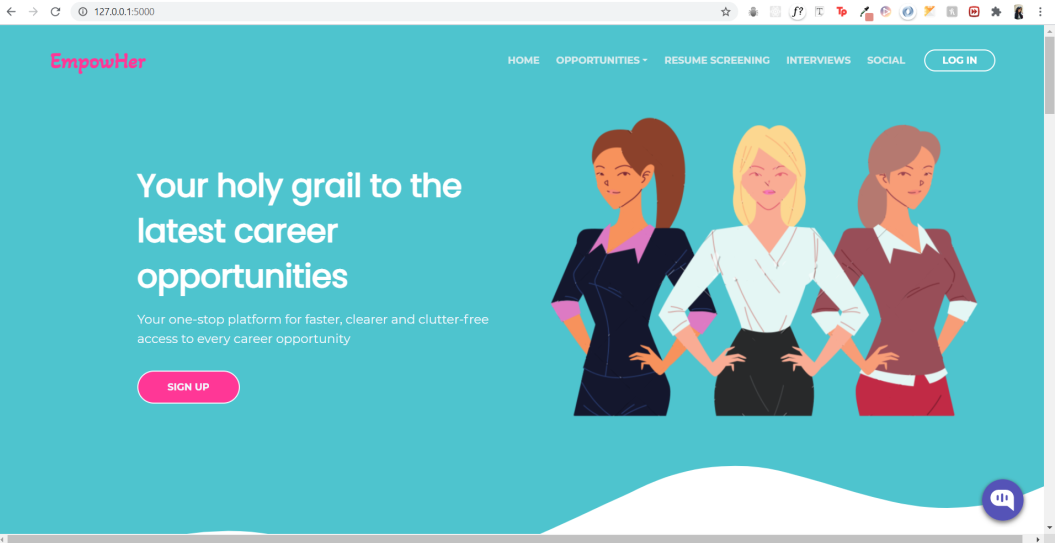 127.0.0.1:5000
f?
Tp
EmpowHer
HOME
OPPORTUNITIES
RESUME SCREENING
INTERVIEWS
SOCIAL
LOG IN
Your holy grail to the
latest career
opportunities
Your one-stop platform for faster, clearer and clutter-free
access to every career opportunity
SIGN UP